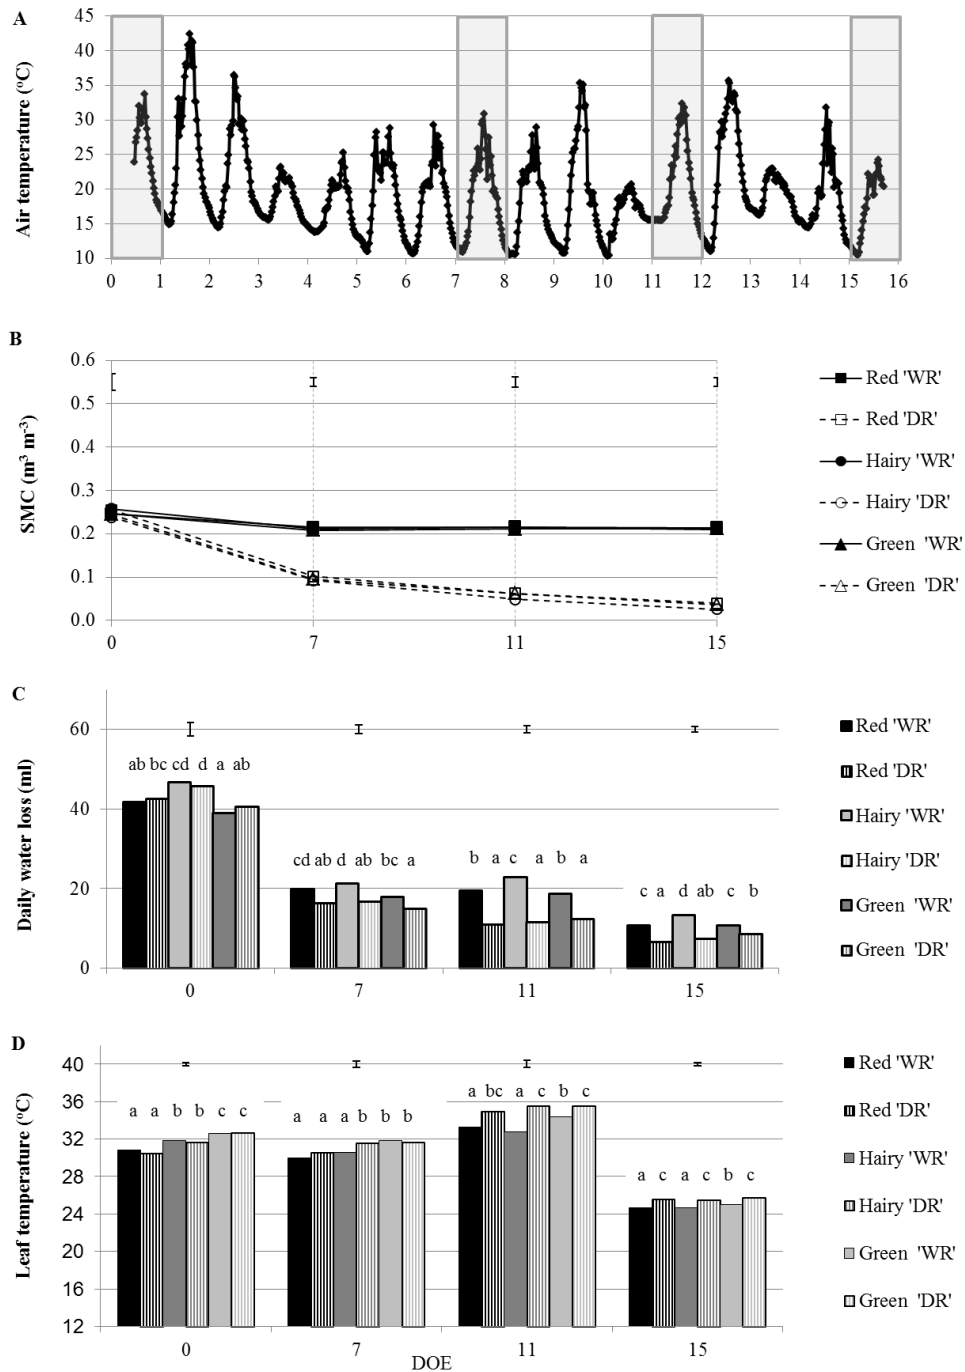 A
Air temperature (°C)
45
40
35
30
25
20
15
10
0 1 2 3 4 5 6 7 8 9 10 11 12 13 14 15 16
B
SMC (m³ m⁻³)
0.6
0.5
0.4
0.3
0.2
0.1
0.0
0 7 11 15
Red 'WR'
Red 'DR'
Hairy 'WR'
Hairy 'DR'
Green 'WR'
Green 'DR'
C
Daily water loss (ml)
60
40
20
0
ab bc cd d a ab
cd ab d ab bc a
b a c a b a
c a d ab c b
0 7 11 15
Red 'WR'
Red 'DR'
Hairy 'WR'
Hairy 'DR'
Green 'WR'
Green 'DR'
D
Leaf temperature (°C)
40
36
32
28
24
20
16
12
a a b b c c
a a a b b b
a bc a c b c
a c a c b c
0 7 11 15
DOE
Red 'WR'
Red 'DR'
Hairy 'WR'
Hairy 'DR'
Green 'WR'
Green 'DR'